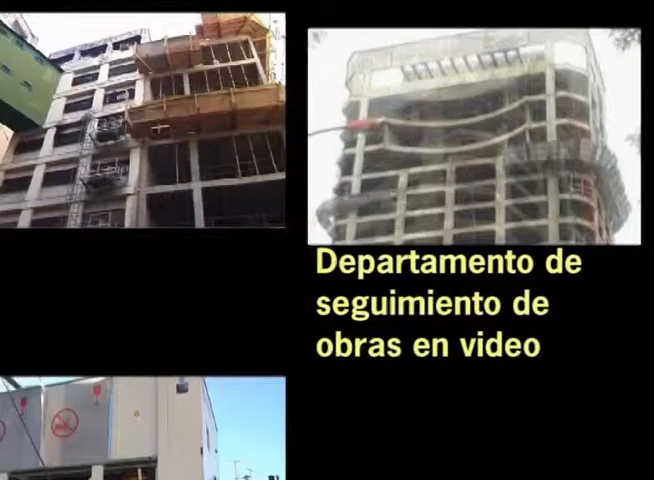 Departamento de
seguimiento de
obras en video